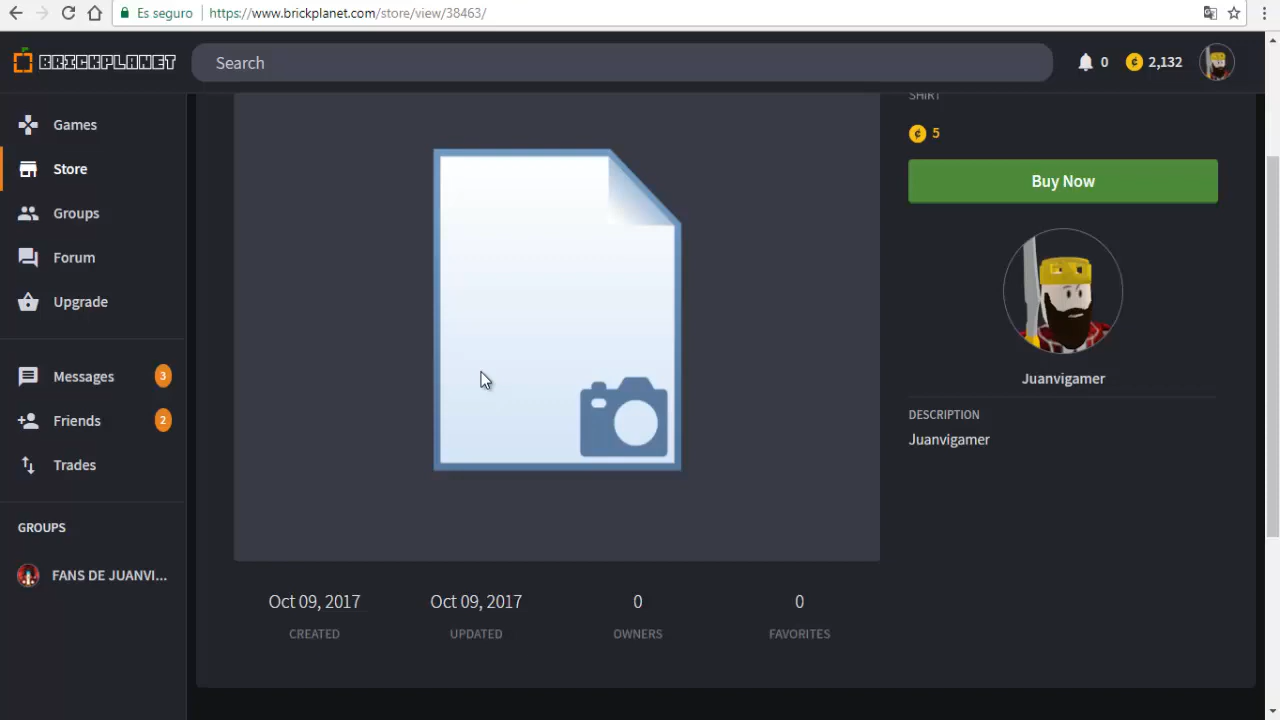 Es seguro https://www.brickplanet.com/store/view/38463/
BRICKPLANET Search 0 ¢ 2,132
Games
Store
Groups
Forum
Upgrade
Messages 3
Friends 2
Trades
GROUPS
FANS DE JUANVI...
SHIRT
¢ 5
Buy Now
Juanvigamer
DESCRIPTION
Juanvigamer
Oct 09, 2017 Oct 09, 2017 0 0
CREATED UPDATED OWNERS FAVORITES